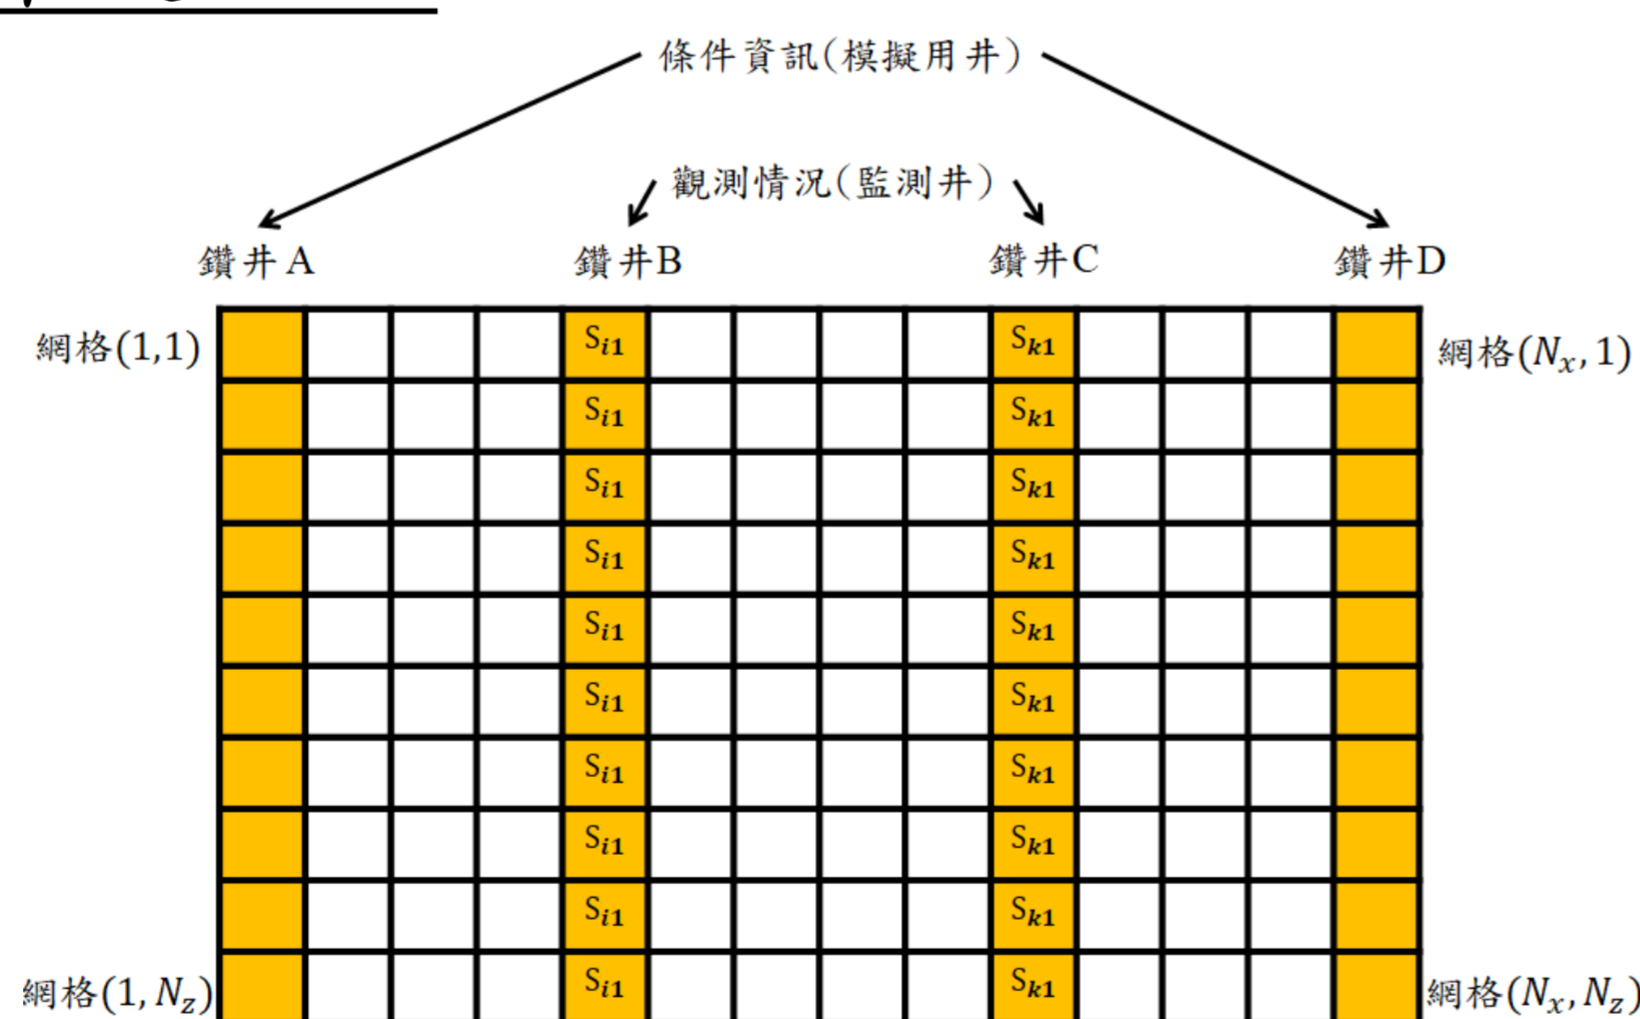 條件資訊(模擬用井)
觀測情況(監測井)
鑽井A 鑽井B 鑽井C 鑽井D
網格(1,1) S_{i1} S_{k1} 網格(N_x, 1)
S_{i1} S_{k1}
S_{i1} S_{k1}
S_{i1} S_{k1}
S_{i1} S_{k1}
S_{i1} S_{k1}
S_{i1} S_{k1}
S_{i1} S_{k1}
S_{i1} S_{k1}
網格(1, N_z) S_{i1} S_{k1} 網格(N_x, N_z)